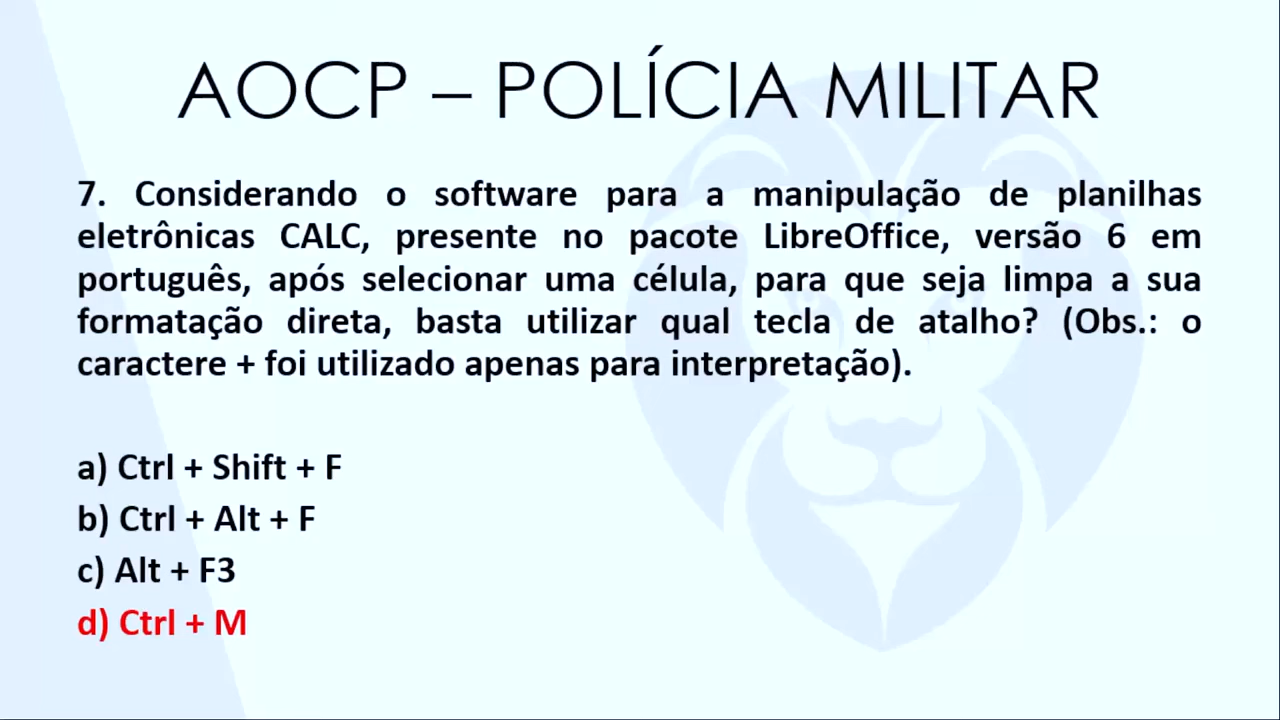 AOCP – POLÍCIA MILITAR
7. Considerando o software para a manipulação de planilhas
eletrônicas CALC, presente no pacote LibreOffice, versão 6 em
português, após selecionar uma célula, para que seja limpa a sua
formatação direta, basta utilizar qual tecla de atalho? (Obs.: o
caractere + foi utilizado apenas para interpretação).
a) Ctrl + Shift + F
b) Ctrl + Alt + F
c) Alt + F3
d) Ctrl + M